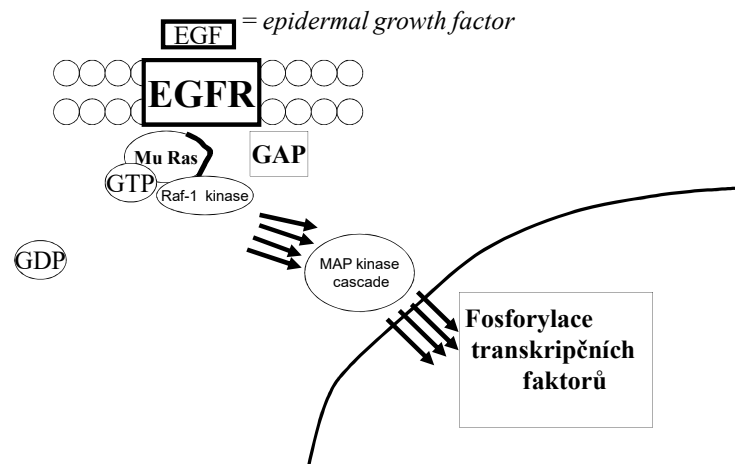 EGF = epidermal growth factor
EGFR
Mu Ras
GAP
GTP
Raf-1 kinase
GDP
MAP kinase
cascade
Fosforylace
transkripčních
faktorů